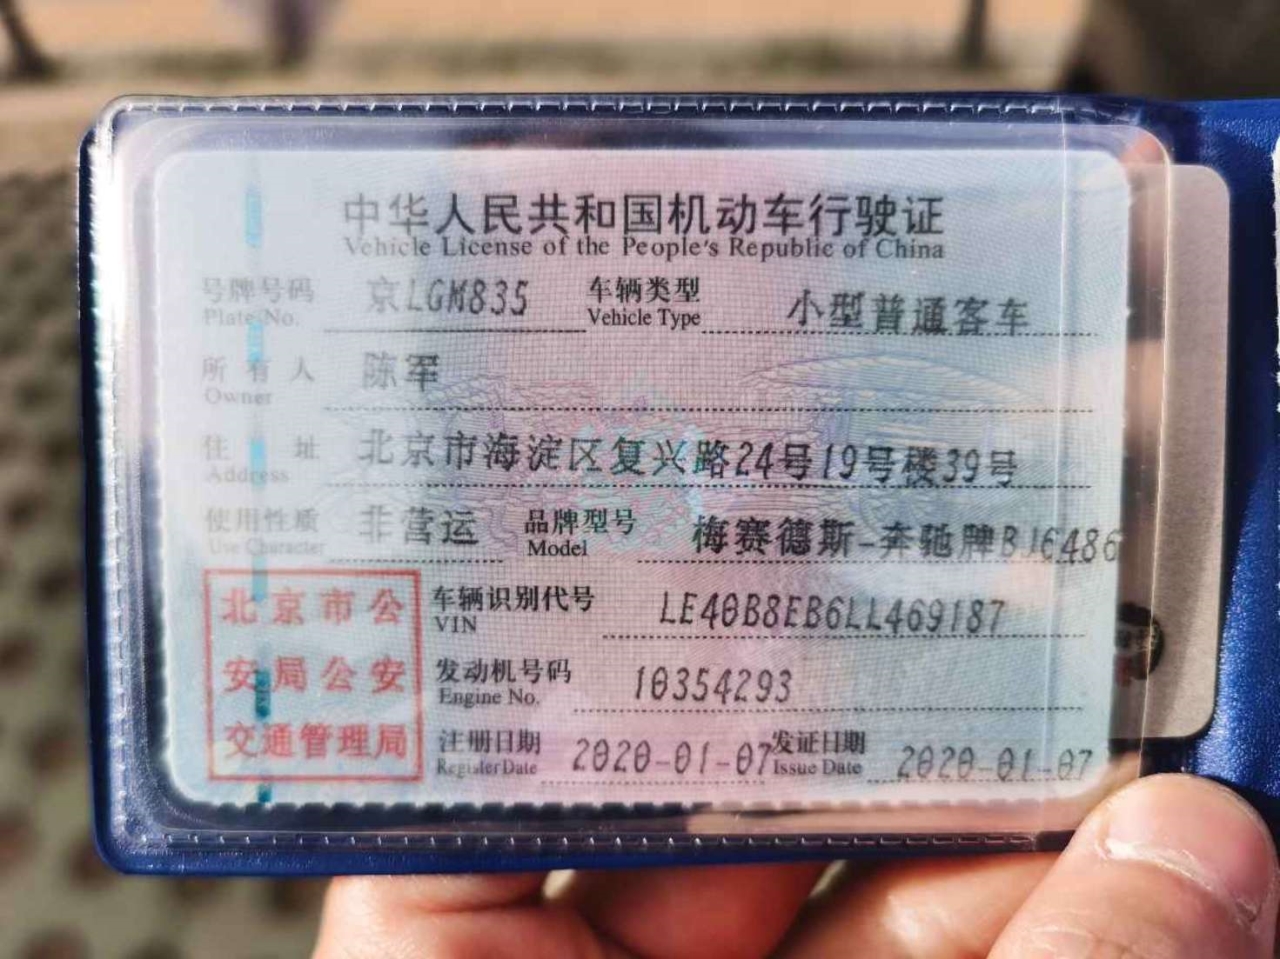 中华人民共和国机动车行驶证
Vehicle License of the People's Republic of China
号牌号码 京LGM835 车辆类型 小型普通客车
Plate No. Vehicle Type
所有人 陈军
Owner
住址 北京市海淀区复兴路24号19号楼39号
Address
使用性质 非营运 品牌型号 梅赛德斯-奔驰牌BJ6486
Use Character Model
北京市公
安局公安
交通管理局
车辆识别代号 LE40B8EB6LL469187
VIN
发动机号码 10354293
Engine No.
注册日期 2020-01-07 发证日期 2020-01-07
Register Date Issue Date